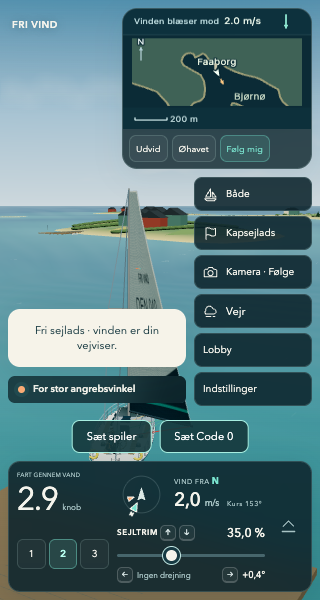 FRI VIND
Vinden blæser mod 2.0 m/s
N
Faaborg
Bjørnø
200 m
Udvid
Øhavet
Følg mig
Både
Kapsejlads
Kamera · Følge
Vejr
Lobby
Indstillinger
FRI VIND
Fri sejlads · vinden er din
vejviser.
For stor angrebsvinkel
Sæt spiler
Sæt Code 0
FART GENNEM VAND
2.9 knob
VIND FRA N
2,0 m/s Kurs 153°
1
2
3
SEJLTRIM
35,0 %
Ingen drejning
+0,4°